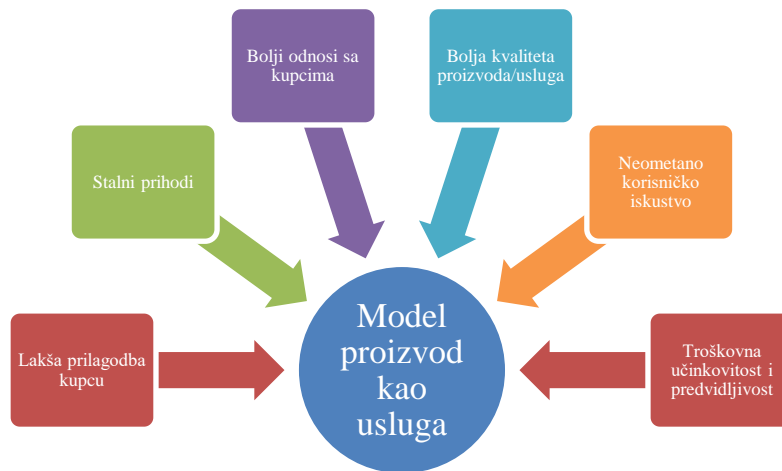 Bolji odnosi sa
kupcima
Bolja kvaliteta
proizvoda/usluga
Stalni prihodi
Neometano
korisničko
iskustvo
Lakša prilagodba
kupcu
Model
proizvod
kao
usluga
Troškovna
učinkovitost i
predvidljivost